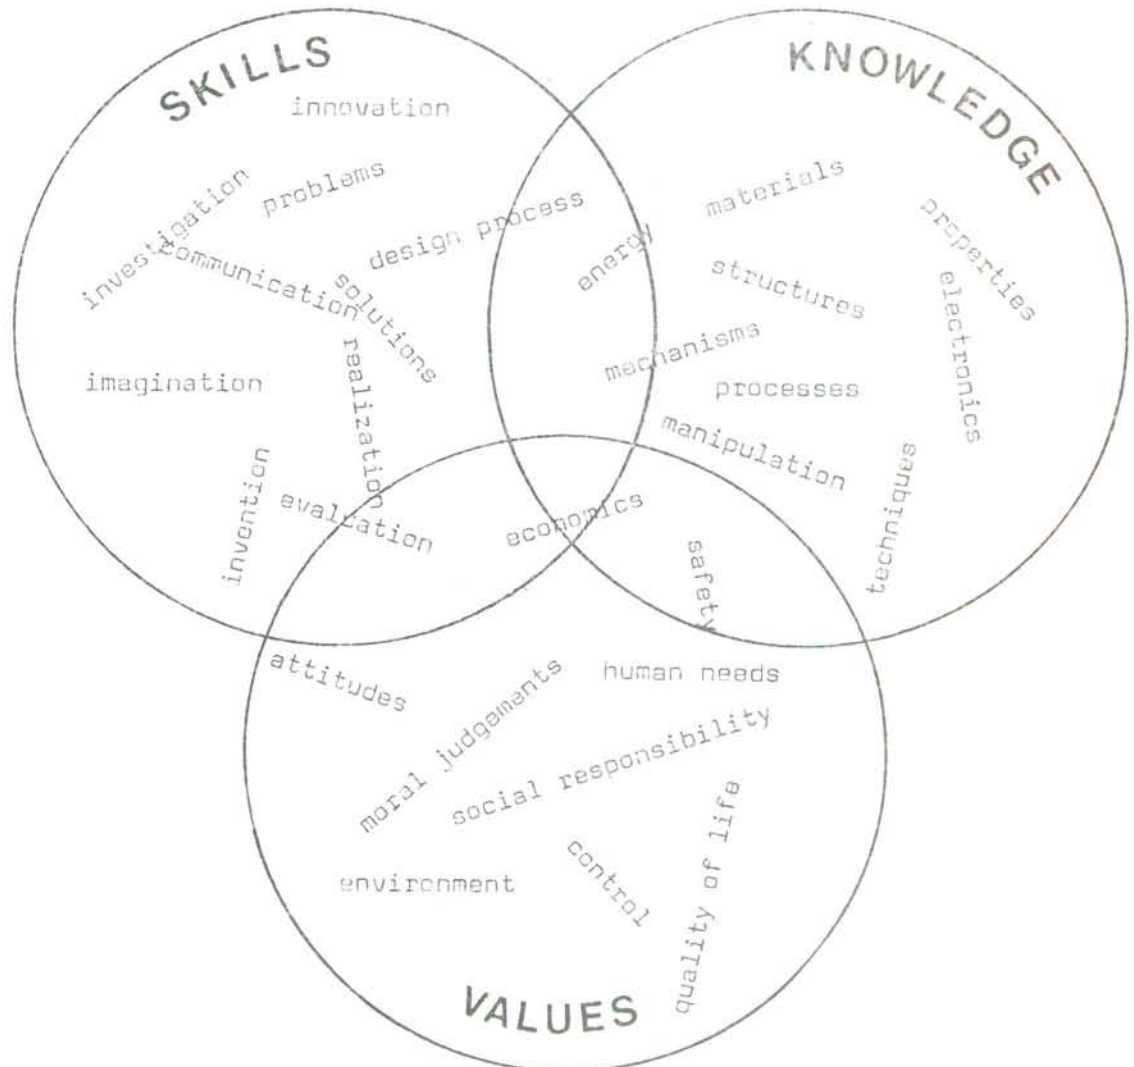 SKILLS
innovation
problems
investigation
communication
design process
solutions
realization
imagination
invention
evaluation
KNOWLEDGE
materials
properties
energy
structures
electronics
mechanisms
processes
manipulation
techniques
economics
safety
attitudes
human needs
moral judgements
social responsibility
quality of life
control
environment
VALUES